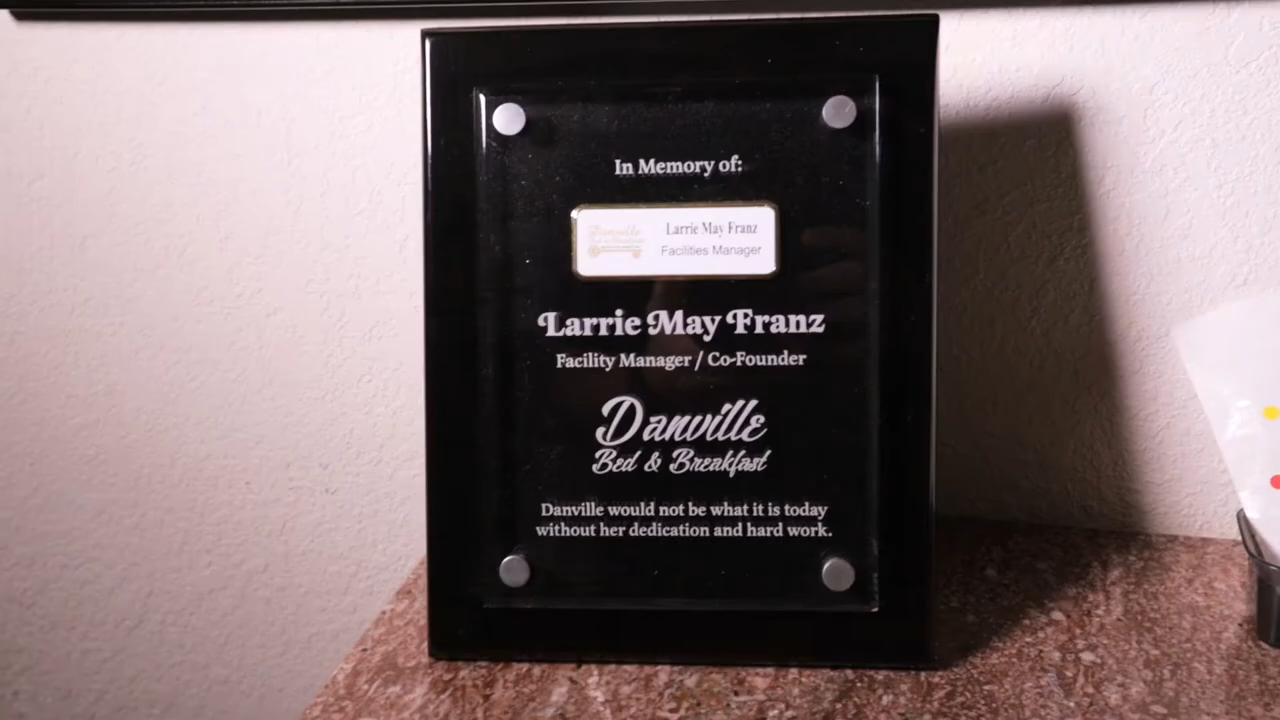 In Memory of:
Danville
Larrie May Franz
Facilities Manager
Larrie May Franz
Facility Manager / Co-Founder
Danville
Bed & Breakfast
Danville would not be what it is today
without her dedication and hard work.